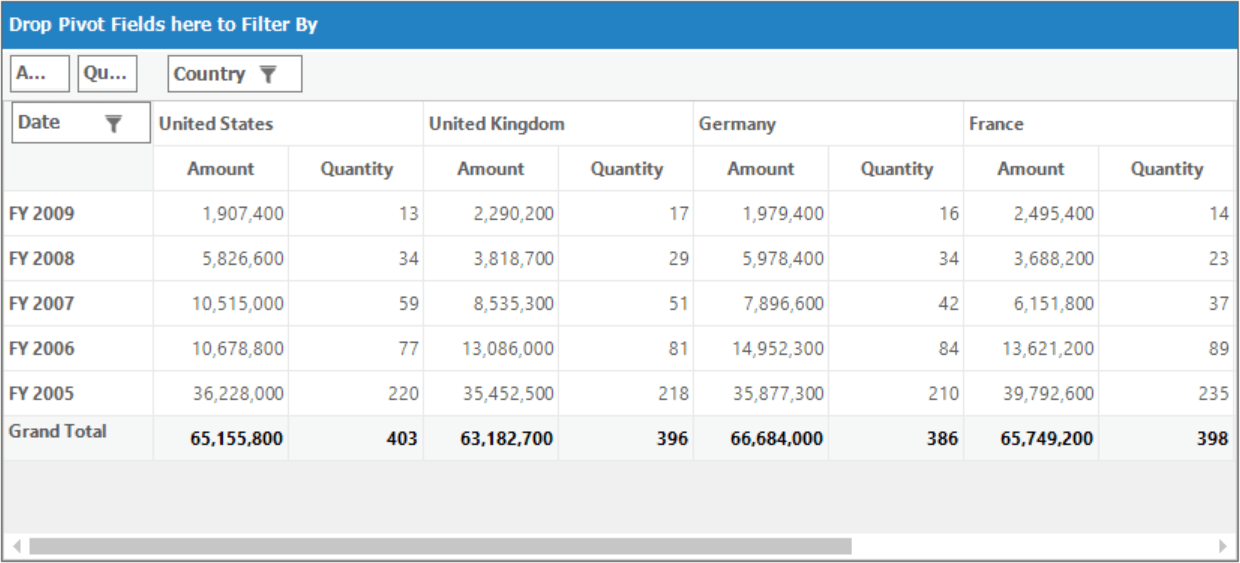 Drop Pivot Fields here to Filter By
A... Qu... Country
Date United States United Kingdom Germany France
Amount Quantity Amount Quantity Amount Quantity Amount Quantity
FY 2009 1,907,400 13 2,290,200 17 1,979,400 16 2,495,400 14
FY 2008 5,826,600 34 3,818,700 29 5,978,400 34 3,688,200 23
FY 2007 10,515,000 59 8,535,300 51 7,896,600 42 6,151,800 37
FY 2006 10,678,800 77 13,086,000 81 14,952,300 84 13,621,200 89
FY 2005 36,228,000 220 35,452,500 218 35,877,300 210 39,792,600 235
Grand Total 65,155,800 403 63,182,700 396 66,684,000 386 65,749,200 398